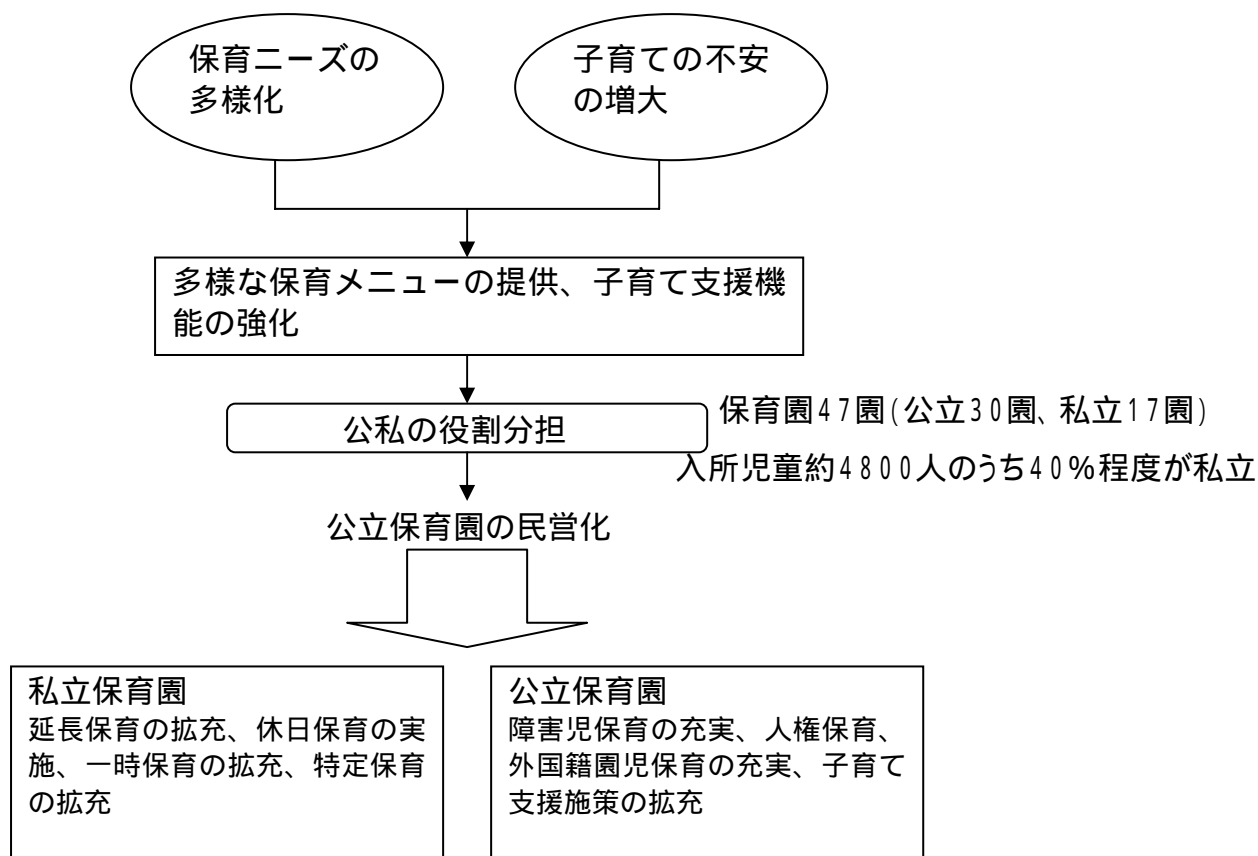 保育ニーズの
多様化
子育ての不安
の増大
多様な保育メニューの提供、子育て支援機
能の強化
公私の役割分担
保育園47園(公立30園、私立17園)
入所児童約4800人のうち40%程度が私立
公立保育園の民営化
私立保育園
延長保育の拡充、休日保育の実
施、一時保育の拡充、特定保育
の拡充
公立保育園
障害児保育の充実、人権保育、
外国籍園児保育の充実、子育て
支援施策の拡充